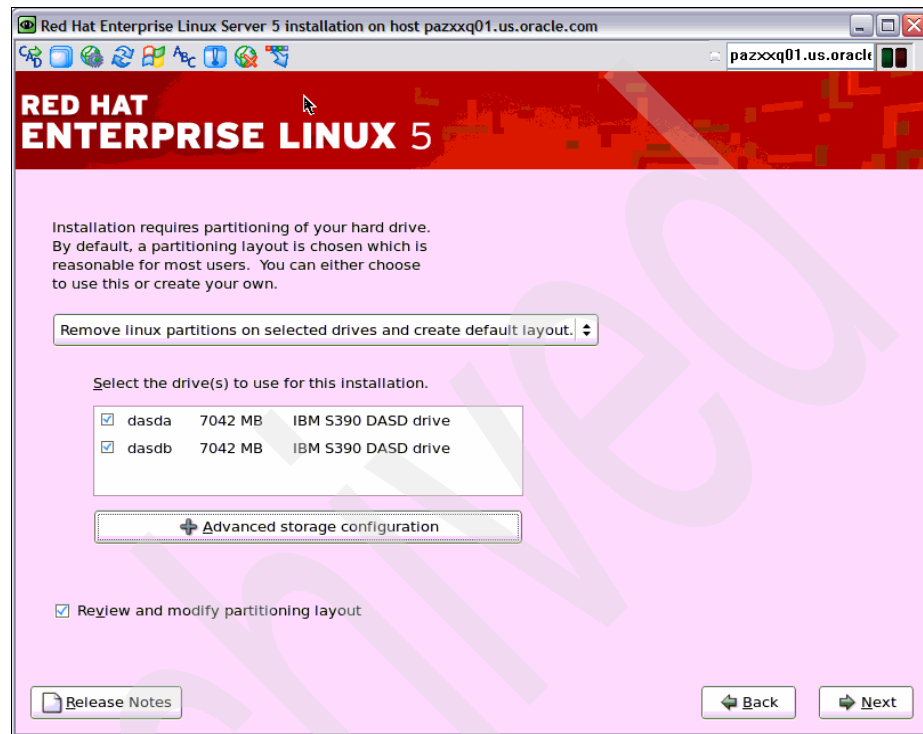 Red Hat Enterprise Linux Server 5 installation on host pazxxq01.us.oracle.com
pazxxq01.us.oracle
RED HAT
ENTERPRISE LINUX 5
Installation requires partitioning of your hard drive.
By default, a partitioning layout is chosen which is
reasonable for most users. You can either choose
to use this or create your own.
Remove linux partitions on selected drives and create default layout.
Select the drive(s) to use for this installation.
dasda 7042 MB IBM S390 DASD drive
dasdb 7042 MB IBM S390 DASD drive
Advanced storage configuration
Review and modify partitioning layout
Release Notes
Back
Next